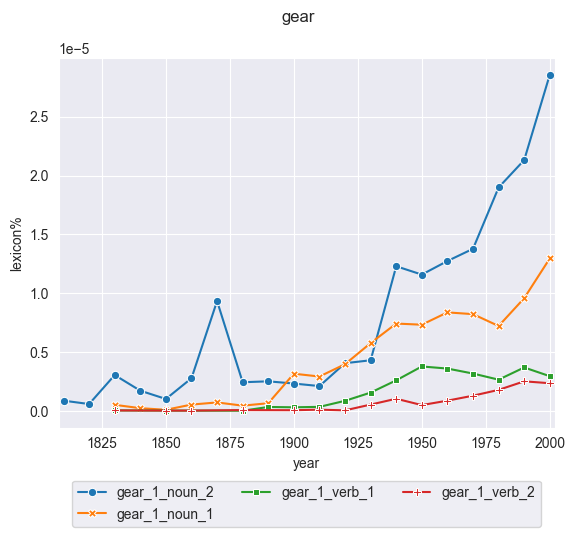 gear
1e−5
2.5
2.0
1.5
1.0
0.5
0.0
lexicon%
1825 1850 1875 1900 1925 1950 1975 2000
year
gear_1_noun_2 gear_1_verb_1 gear_1_verb_2
gear_1_noun_1